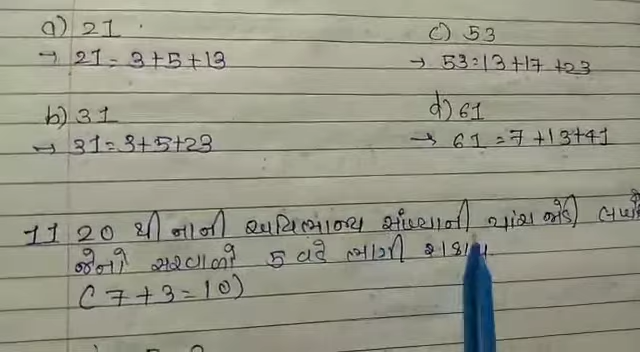 a) 21
→ 21 = 3+5+13
c) 53
→ 53 = 13+17+23
b) 31
→ 31 = 3+5+23
d) 61
→ 61 = 7+13+41
11 20 થી નાની અવિભાજ્ય સંખ્યાની પાંચ જોડી લખો
જેનો સરવાળો 5 વડે ભાગી શકાય
(7+3=10)